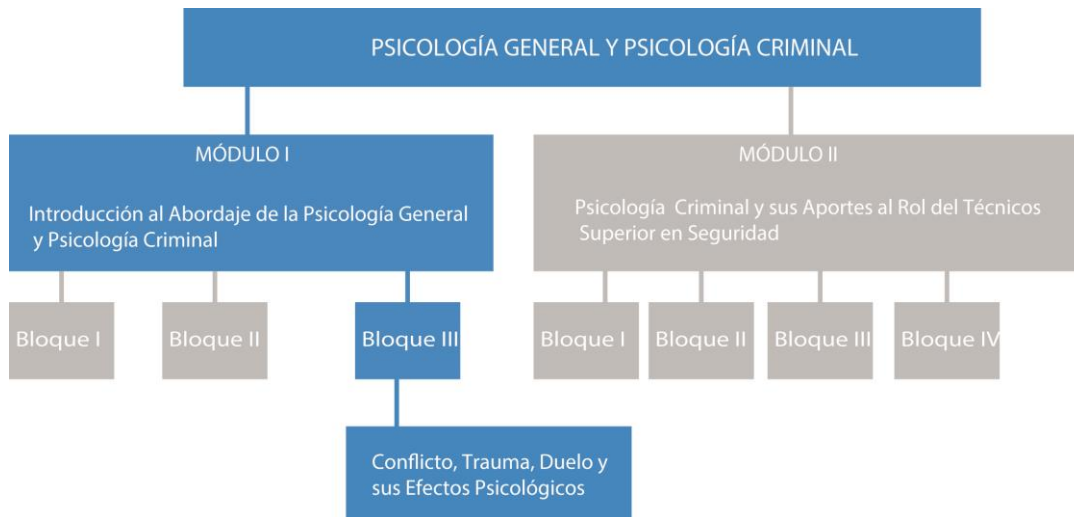 PSICOLOGÍA GENERAL Y PSICOLOGÍA CRIMINAL
MÓDULO I
Introducción al Abordaje de la Psicología General
y Psicología Criminal
MÓDULO II
Psicología Criminal y sus Aportes al Rol del Técnicos
Superior en Seguridad
Bloque I
Bloque II
Bloque III
Bloque I
Bloque II
Bloque III
Bloque IV
Conflicto, Trauma, Duelo y
sus Efectos Psicológicos